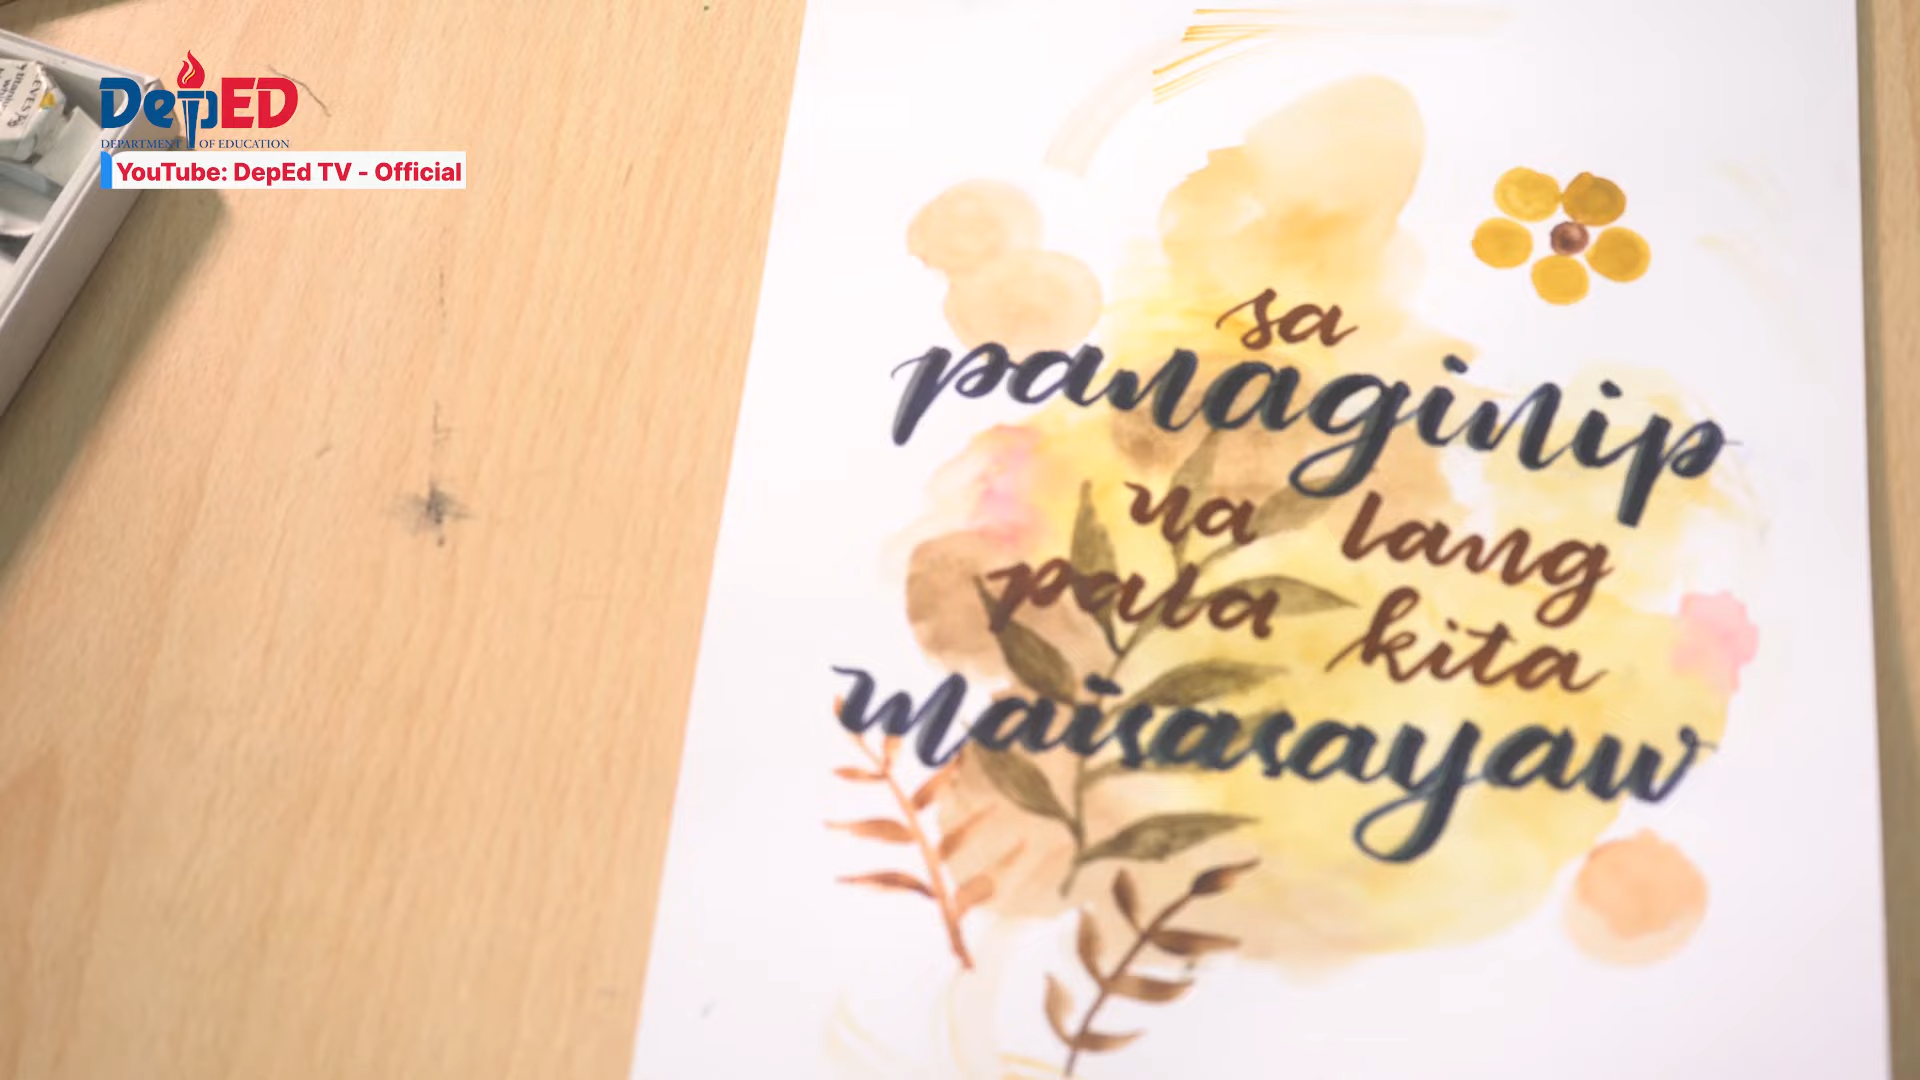 DepED
DEPARTMENT OF EDUCATION
YouTube: DepEd TV - Official
sa
panaginip
na lang
pala kita
maisasayaw